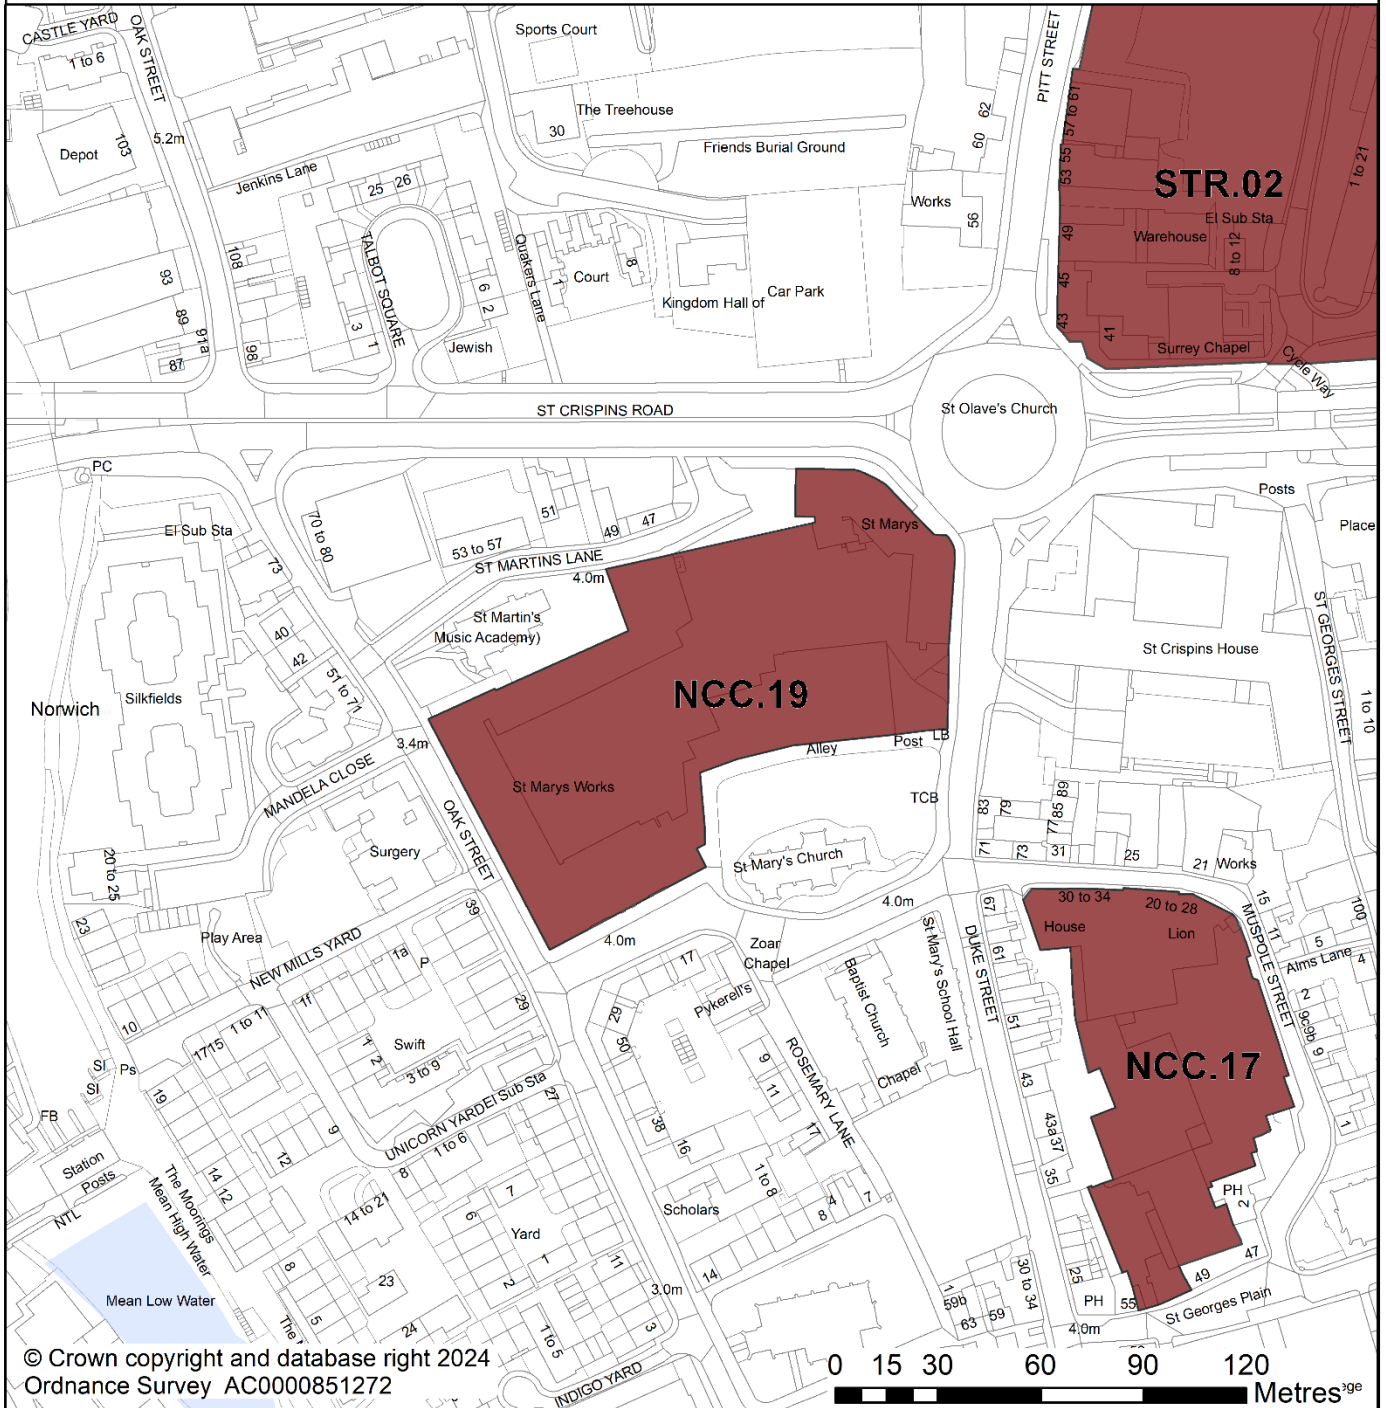 CASTLE YARD
OAK STREET
1 to 6
Sports Court
PITT STREET
The Treehouse
30
62
60
57 to 61
103
5.2m
Depot
Friends Burial Ground
55
53
1 to 21
STR.02
Jenkins Lane
25
26
Works
56
El Sub Sta
49
Warehouse
8 to 12
108
TALBOT SQUARE
Quakers Lane
93
6
2
1
Court
8
Kingdom Hall of
Car Park
45
89
91a
3
1
43
41
87
98
Jewish
Surrey Chapel
Cycle Way
ST CRISPINS ROAD
St Olave's Church
PC
Posts
El Sub Sta
70 to 80
51
49
47
St Marys
Place
53 to 57
ST MARTINS LANE
73
4.0m
ST GEORGES STREET
40
42
St Martin's
Music Academy)
St Crispins House
51 to 71
Norwich
Silkfields
NCC.19
1 to 10
3.4m
Alley
Post
LB
MANDELA CLOSE
St Marys Works
OAK STREET
TCB
83
79
77
85
89
20 to 25
Surgery
St Mary's Church
71
73
31
25
21
Works
4.0m
67
30 to 34
20 to 28
15
100
39
23
House
Lion
MUSPOLE STREET
11
5
Play Area
4.0m
Zoar
Chapel
St Mary's School Hall
DUKE STREET
61
Alms Lane
4
NEW MILLS YARD
1a
P
17
Baptist Church
1f
29
Pykerell's
2
10
29
51
9c
9b
9
1 to 11
17
15
50
1
2
Swift
3 to 9
ROSEMARY LANE
NCC.17
SI
Ps
SI
19
9
11
Chapel
43
FB
UNICORN YARD
El Sub Sta
27
38
43a
37
1
9
17
12
1 to 6
16
Station
Posts
8
35
14
12
1 to 8
PH
2
NTL
The Moorings
Mean High Water
14 to 21
7
4
7
6
Scholars
8
Yard
47
8
1
11
25
49
23
2
14
30 to 34
3.0m
1
59b
59
63
PH
55
St Georges Plain
4.0m
Mean Low Water
5
24
1 to 5
3
INDIGO YARD
© Crown copyright and database right 2024
Ordnance Survey AC0000851272
0 15 30 60 90 120
Metres